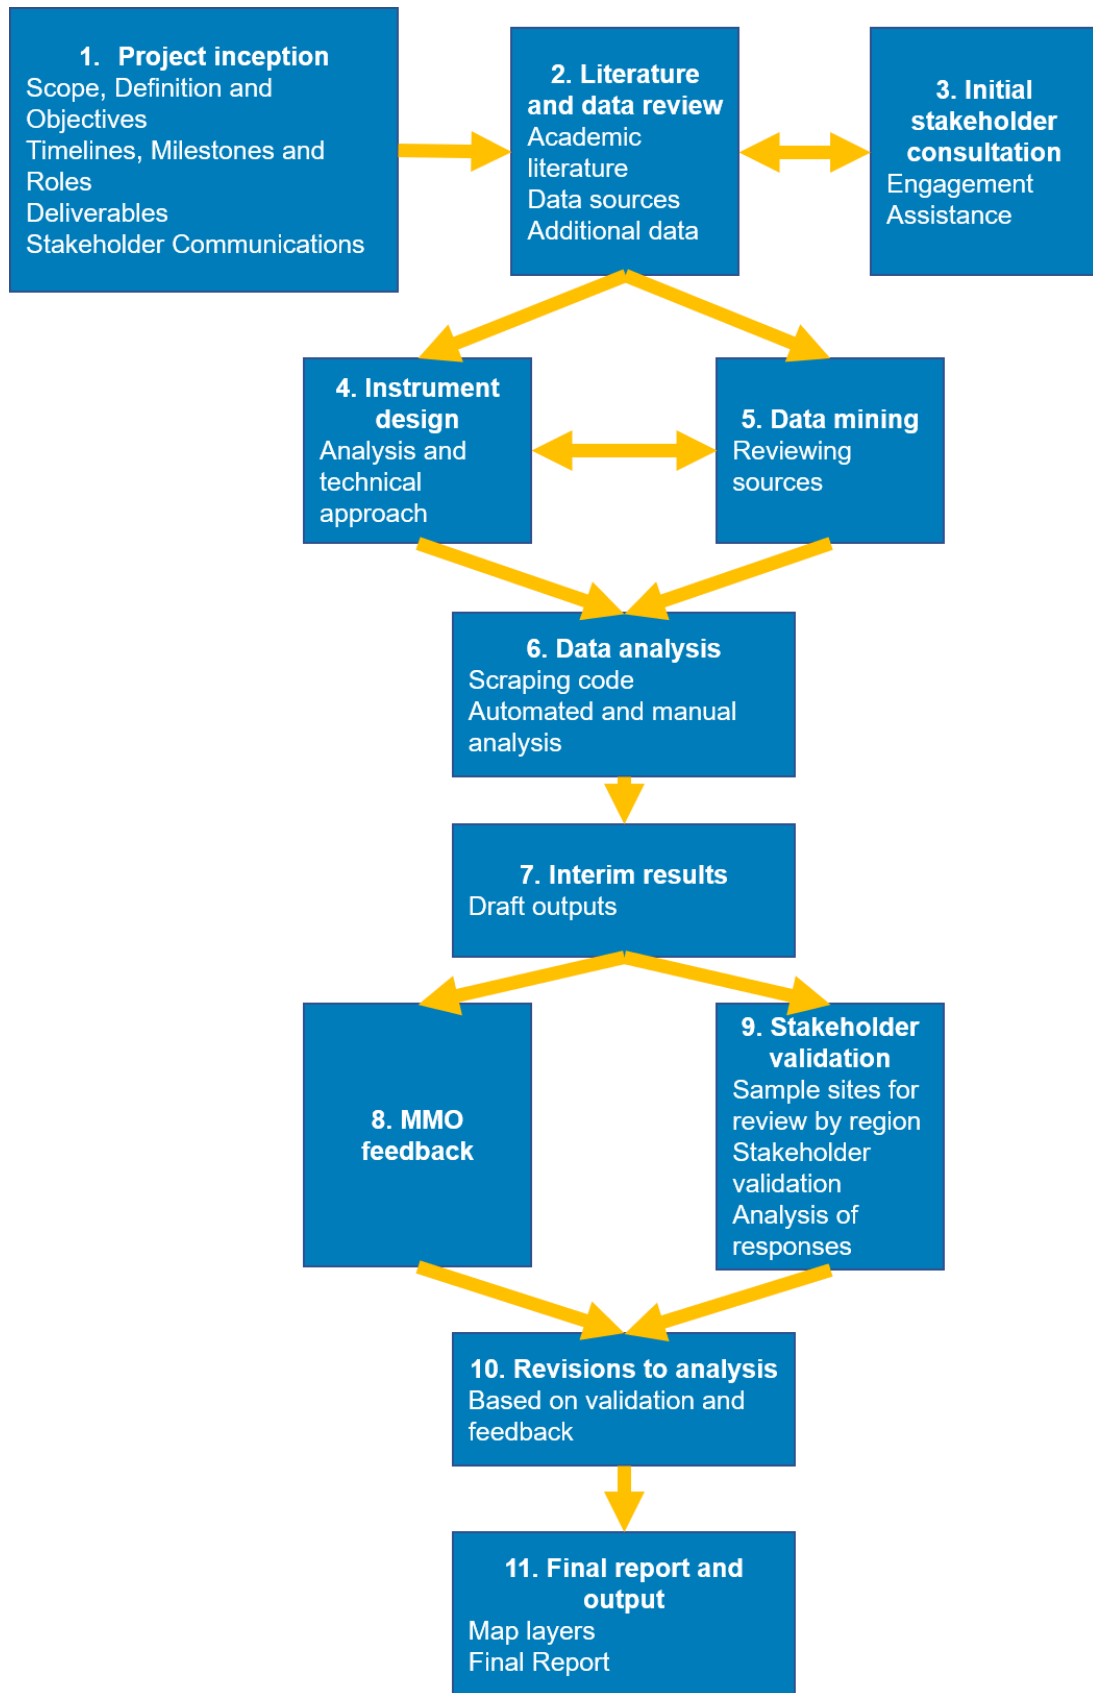 1. Project inception
Scope, Definition and
Objectives
Timelines, Milestones and
Roles
Deliverables
Stakeholder Communications
2. Literature
and data review
Academic
literature
Data sources
Additional data
3. Initial
stakeholder
consultation
Engagement
Assistance
4. Instrument
design
Analysis and
technical
approach
5. Data mining
Reviewing
sources
6. Data analysis
Scraping code
Automated and manual
analysis
7. Interim results
Draft outputs
8. MMO
feedback
9. Stakeholder
validation
Sample sites for
review by region
Stakeholder
validation
Analysis of
responses
10. Revisions to analysis
Based on validation and
feedback
11. Final report and
output
Map layers
Final Report